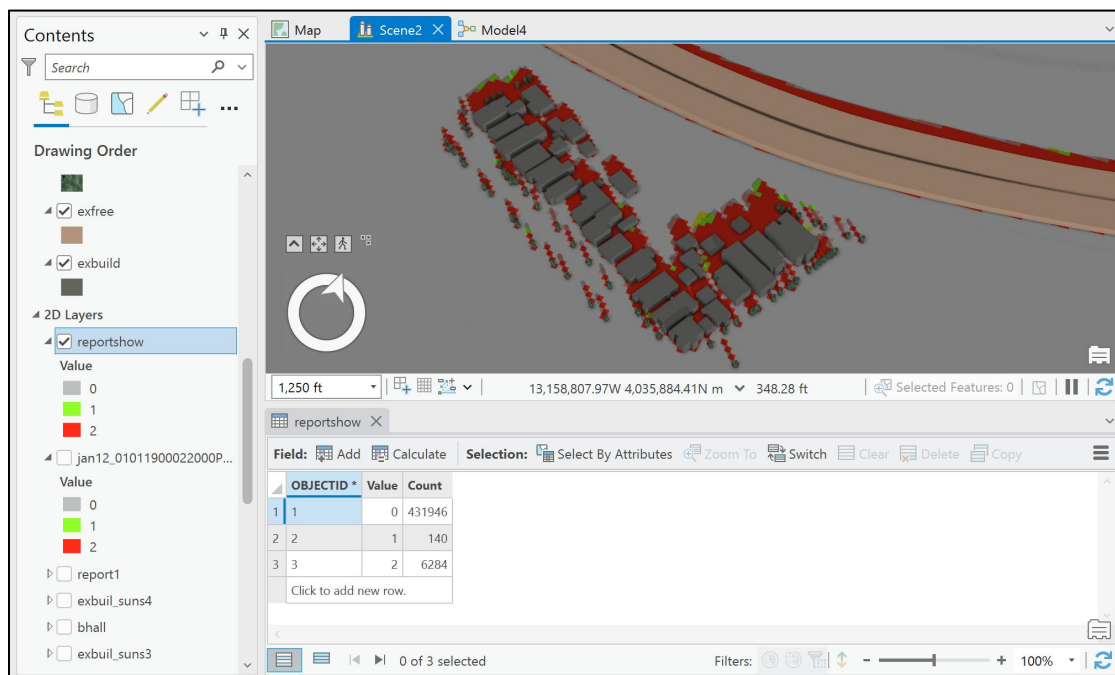 Contents
Search
...
Drawing Order
exfree
exbuild
2D Layers
reportshow
Value
0
1
2
jan12_01011900022000P...
Value
0
1
2
report1
exbuil_suns4
bhall
exbuil_suns3
Map Scene2 Model4
1,250 ft 13,158,807.97W 4,035,884.41N m 348.28 ft Selected Features: 0
reportshow
Field: Add Calculate Selection: Select By Attributes Zoom To Switch Clear Delete Copy
OBJECTID * Value Count
1 1 0 431946
2 2 1 140
3 3 2 6284
Click to add new row.
0 of 3 selected Filters: - + 100%